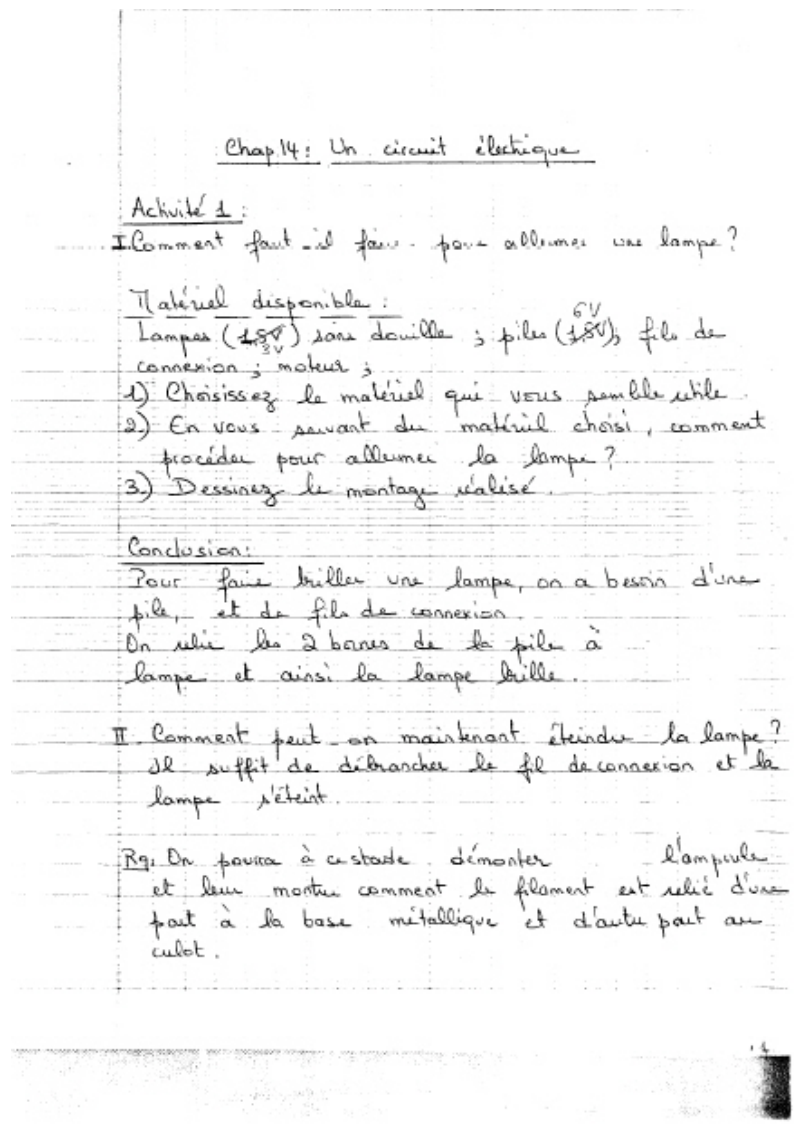 Chap.14: Un circuit électrique
Activité 1 :
I. Comment faut-il faire pour allumer une lampe ?
Matériel disponible :
6V
Lampes (1.5V) sans douille ; piles (1.5V); fils de
3V
connexion ; moteur ;
1) Choisissez le matériel qui vous semble utile.
2) En vous servant du matériel choisi, comment
procéder pour allumer la lampe ?
3) Dessinez le montage réalisé.
Conclusion:
Pour faire briller une lampe, on a besoin d'une
pile, et de fils de connexion.
On relie les 2 bornes de la pile à
lampe et ainsi la lampe brille.
II. Comment peut-on maintenant éteindre la lampe ?
Il suffit de débrancher le fil de connexion et la
lampe s'éteint.
Rq: On pourra à ce stade démonter l'ampoule
et leur montrer comment le filament est relié d'une
part à la base métallique et d'autre part au
culot.